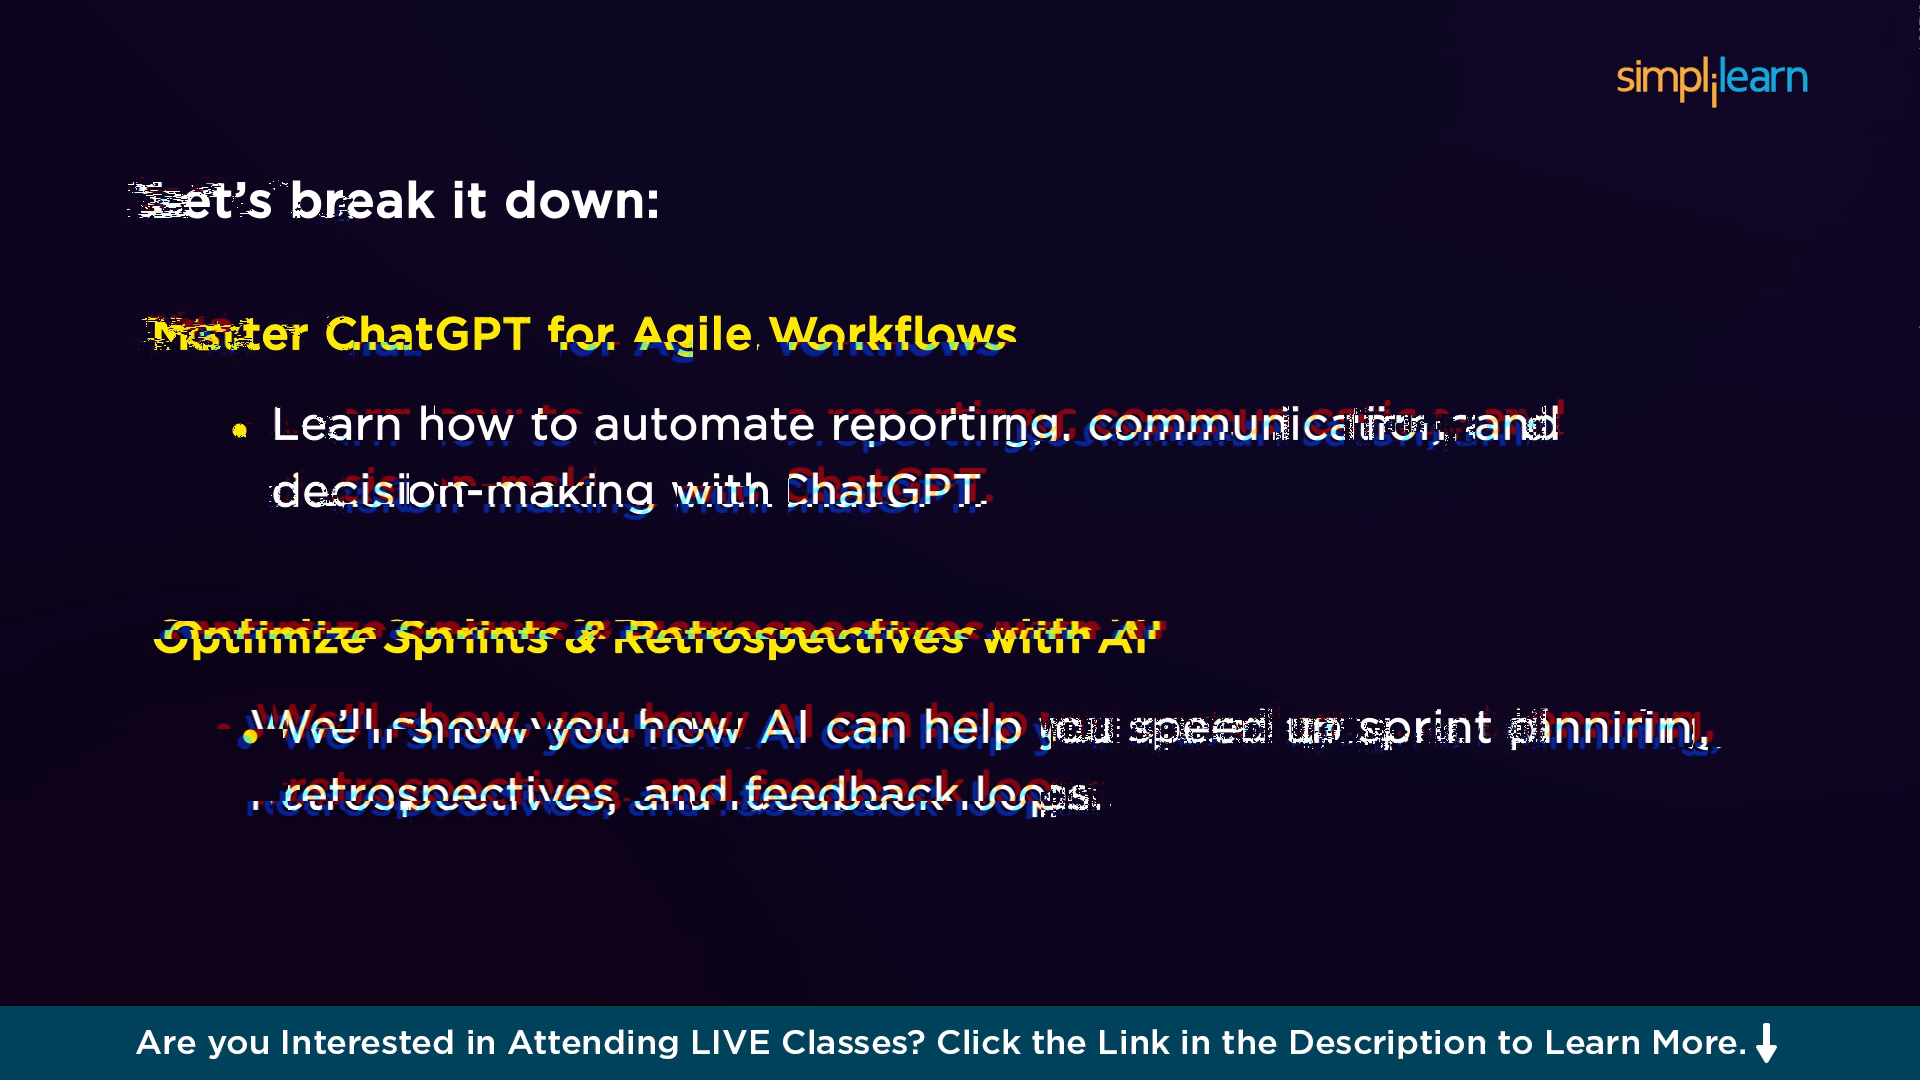 simplilearn
Let's break it down:
Master ChatGPT for Agile Workflows
• Learn how to automate reporting, communication, and
decision-making with ChatGPT.
Optimize Sprints & Retrospectives with AI
• We'll show you how AI can help you speed up sprint planning,
retrospectives, and feedback loops.
Are you Interested in Attending LIVE Classes? Click the Link in the Description to Learn More.